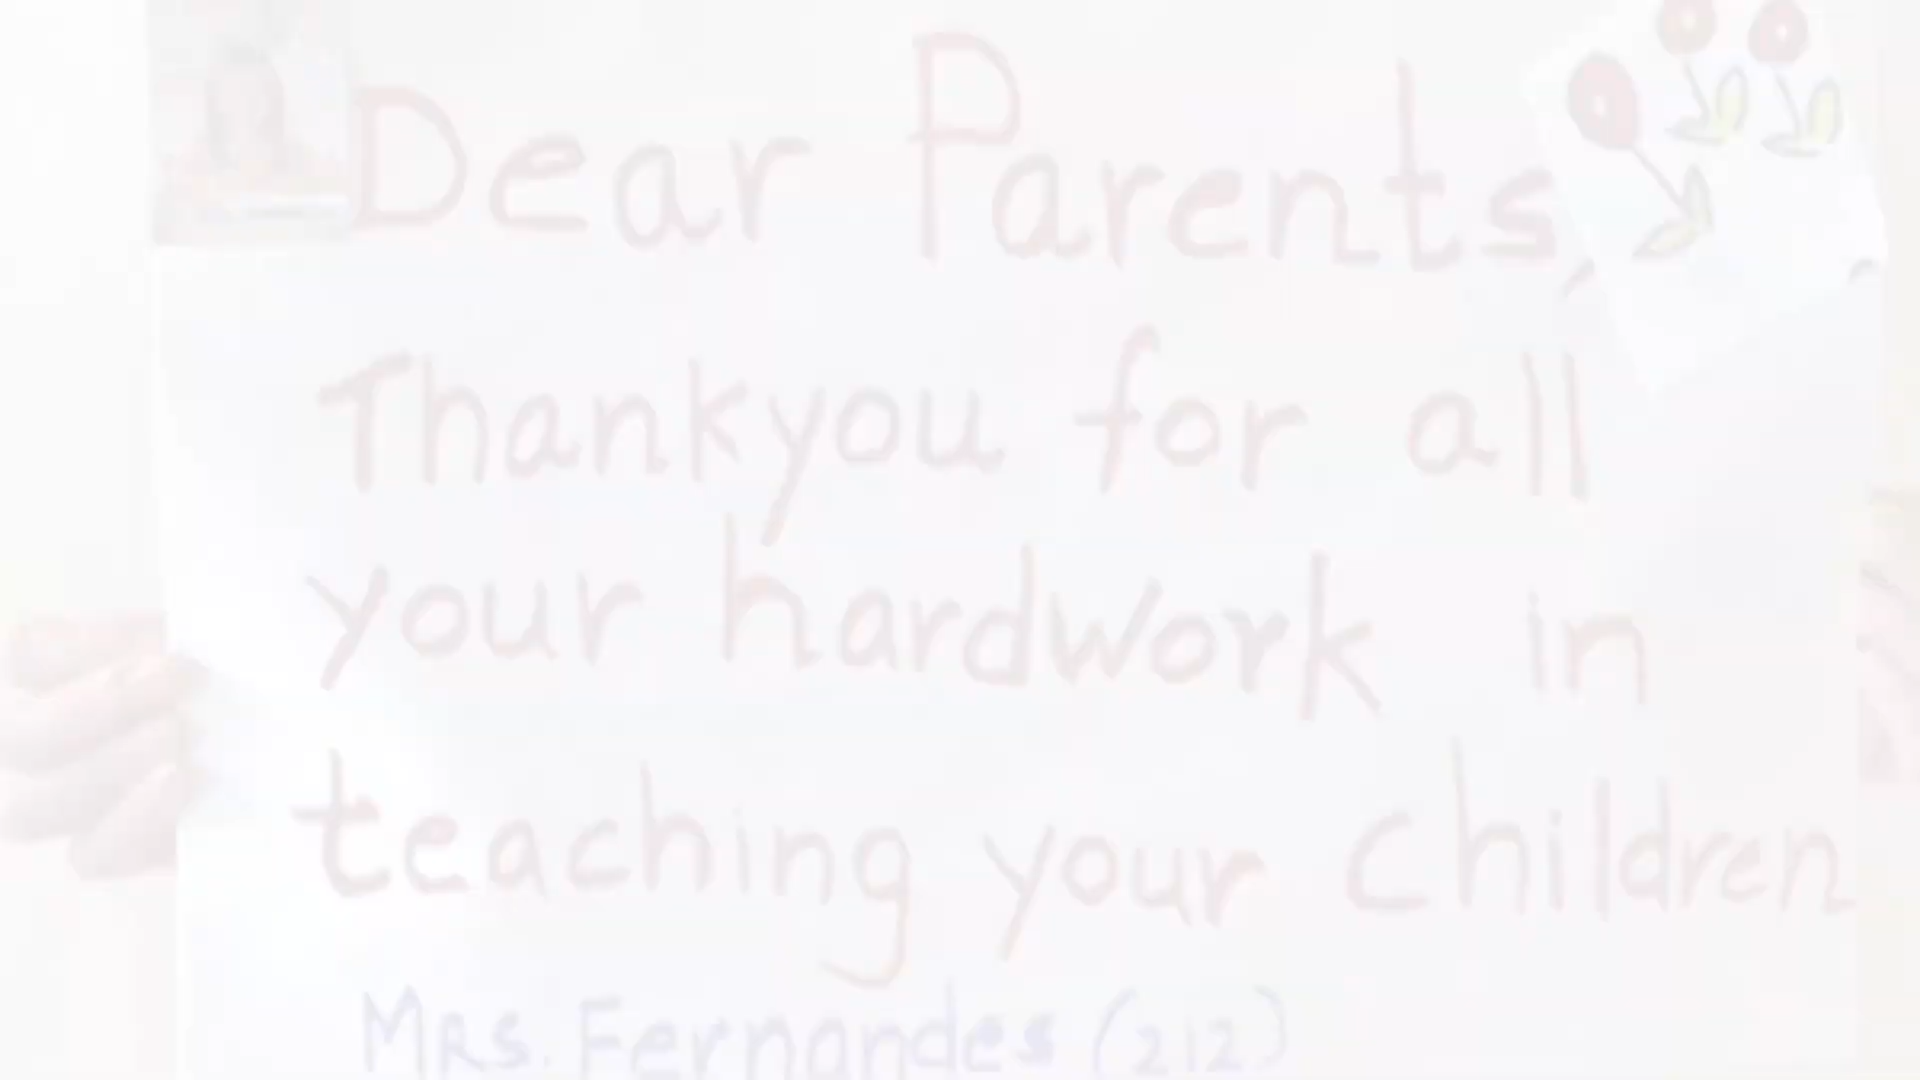 Dear Parents,
Thankyou for all
your hardwork in
teaching your children
Mrs. Fernandes (212)